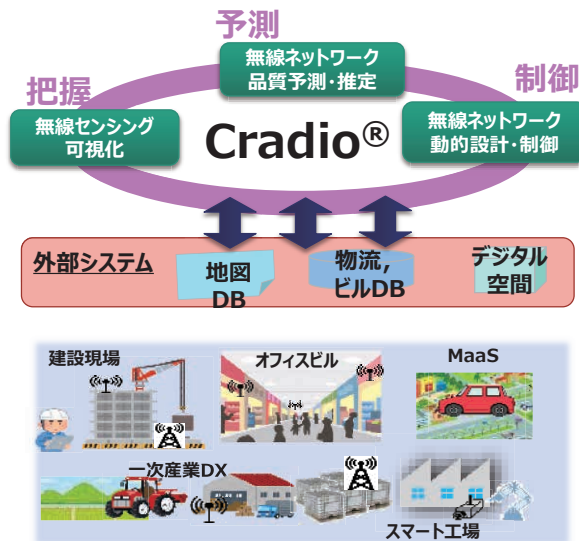 予測
無線ネットワーク
品質予測・推定
把握
無線センシング
可視化
制御
無線ネットワーク
動的設計・制御
Cradio®
外部システム
地図
DB
物流,
ビルDB
デジタル
空間
建設現場
オフィスビル
MaaS
一次産業DX
スマート工場